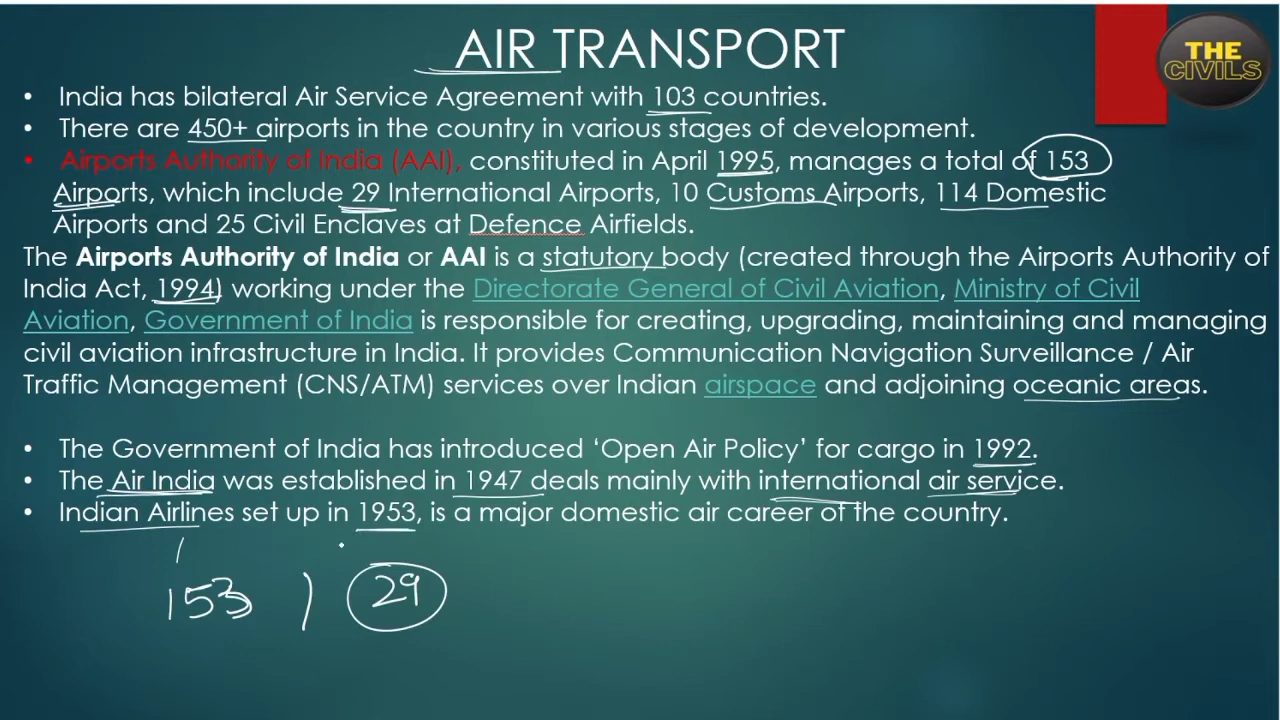 AIR TRANSPORT
THE
CIVILS
• India has bilateral Air Service Agreement with 103 countries.
• There are 450+ airports in the country in various stages of development.
• Airports Authority of India (AAI), constituted in April 1995, manages a total of 153
Airports, which include 29 International Airports, 10 Customs Airports, 114 Domestic
Airports and 25 Civil Enclaves at Defence Airfields.
The Airports Authority of India or AAI is a statutory body (created through the Airports Authority of
India Act, 1994) working under the Directorate General of Civil Aviation, Ministry of Civil
Aviation, Government of India is responsible for creating, upgrading, maintaining and managing
civil aviation infrastructure in India. It provides Communication Navigation Surveillance / Air
Traffic Management (CNS/ATM) services over Indian airspace and adjoining oceanic areas.
• The Government of India has introduced ‘Open Air Policy’ for cargo in 1992.
• The Air India was established in 1947 deals mainly with international air service.
• Indian Airlines set up in 1953, is a major domestic air career of the country.
153 | 29